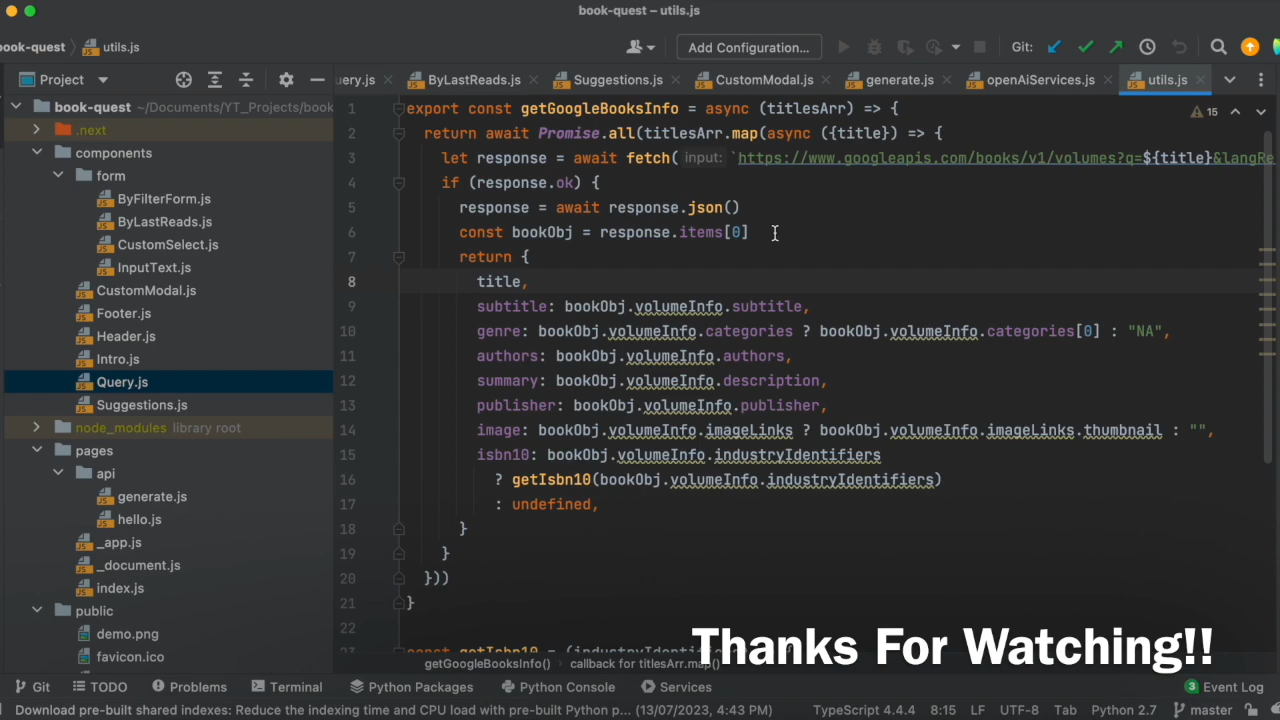 book-quest – utils.js
ook-quest
utils.js
Add Configuration...
Git:
Project
uery.js
ByLastReads.js
Suggestions.js
CustomModal.js
generate.js
openAiServices.js
utils.js
book-quest ~/Documents/YT_Projects/book
.next
components
form
ByFilterForm.js
ByLastReads.js
CustomSelect.js
InputText.js
CustomModal.js
Footer.js
Header.js
Intro.js
Query.js
Suggestions.js
node_modules library root
pages
api
generate.js
hello.js
_app.js
_document.js
index.js
public
demo.png
favicon.ico
15
1 export const getGoogleBooksInfo = async (titlesArr) => {
2 return await Promise.all(titlesArr.map(async ({title}) => {
3 let response = await fetch( input: `https://www.googleapis.com/books/v1/volumes?q=${title}&langRe
4 if (response.ok) {
5 response = await response.json()
6 const bookObj = response.items[0]
7 return {
8 title,
9 subtitle: bookObj.volumeInfo.subtitle,
10 genre: bookObj.volumeInfo.categories ? bookObj.volumeInfo.categories[0] : "NA",
11 authors: bookObj.volumeInfo.authors,
12 summary: bookObj.volumeInfo.description,
13 publisher: bookObj.volumeInfo.publisher,
14 image: bookObj.volumeInfo.imageLinks ? bookObj.volumeInfo.imageLinks.thumbnail : "",
15 isbn10: bookObj.volumeInfo.industryIdentifiers
16 ? getIsbn10(bookObj.volumeInfo.industryIdentifiers)
17 : undefined,
18 }
19 }
20 }))
21 }
22
23 const getIsbn10 = (industryIdentifiers
Thanks For Watching!!
getGoogleBooksInfo()
callback for titlesArr.map()
Git
TODO
Problems
Terminal
Python Packages
Python Console
Services
3 Event Log
Download pre-built shared indexes: Reduce the indexing time and CPU load with pre-built Python p... (13/07/2023, 4:43 PM)
TypeScript 4.4.4
8:15
LF
UTF-8
Tab
Python 2.7
master